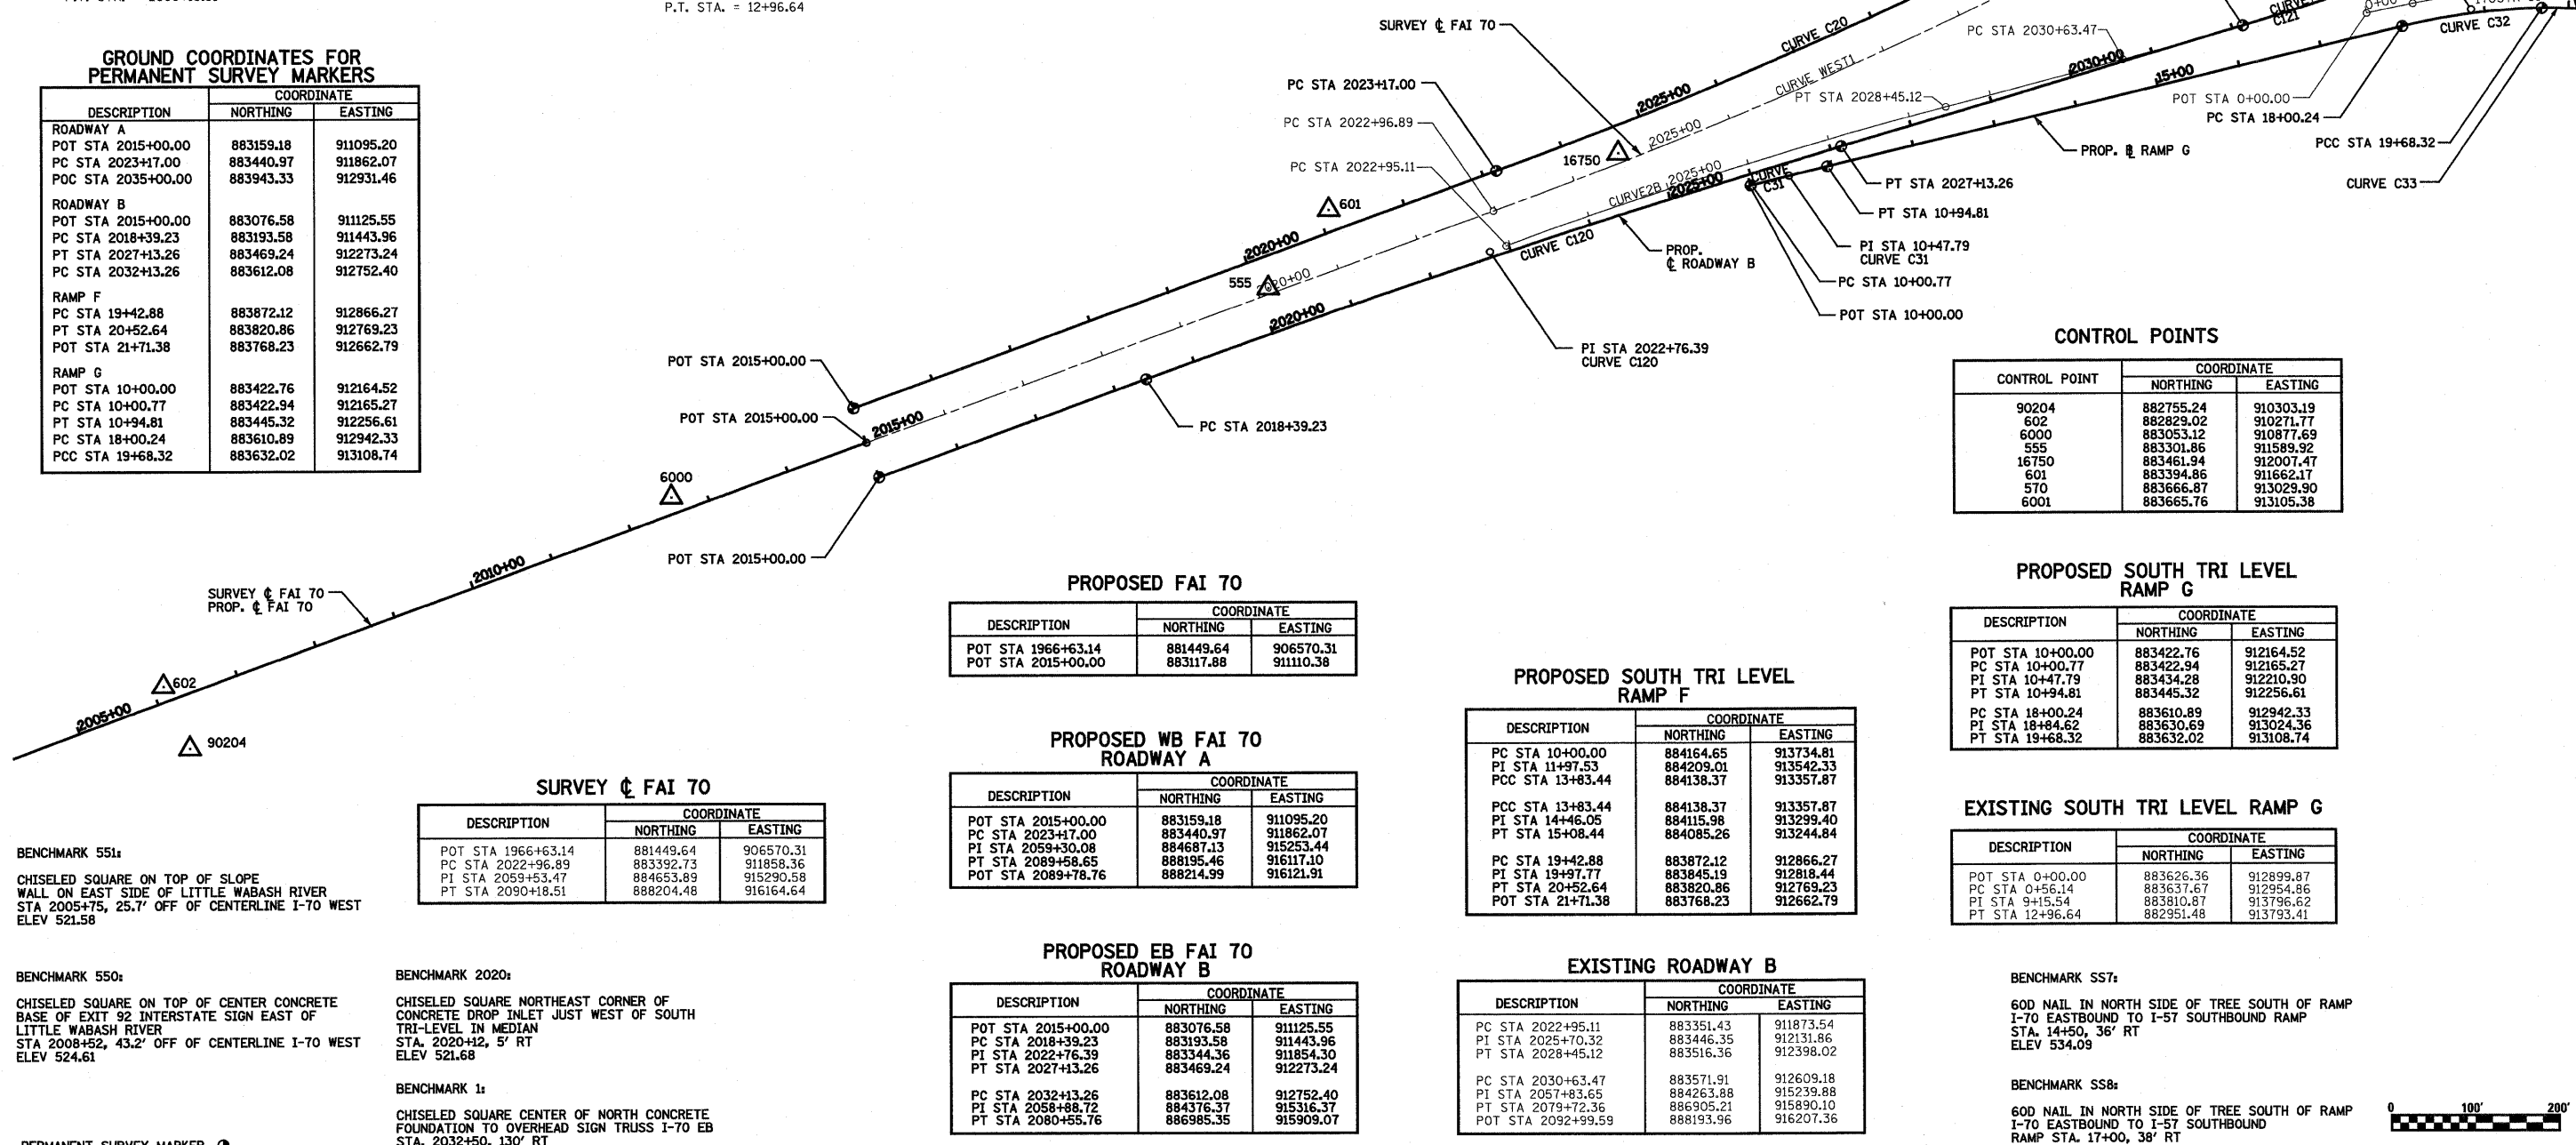 P.T. STA. = 12+96.64
GROUND COORDINATES FOR
PERMANENT SURVEY MARKERS
DESCRIPTION COORDINATE
NORTHING EASTING
ROADWAY A
POT STA 2015+00.00 883159.18 911095.20
PC STA 2023+17.00 883440.97 911862.07
POC STA 2035+00.00 883943.33 912931.46
ROADWAY B
POT STA 2015+00.00 883076.58 911125.55
PC STA 2018+39.23 883193.58 911443.96
PT STA 2027+13.26 883469.24 912273.24
PC STA 2032+13.26 883612.08 912752.40
RAMP F
PC STA 19+42.88 883872.12 912866.27
PT STA 20+52.64 883820.86 912769.23
POT STA 21+71.38 883768.23 912662.79
RAMP G
POT STA 10+00.00 883422.76 912164.52
PC STA 10+00.77 883422.94 912165.27
PT STA 10+94.81 883445.32 912256.61
PC STA 18+00.24 883610.89 912942.33
PCC STA 19+68.32 883632.02 913108.74
SURVEY ℄ FAI 70
CURVE C20
CURVE WEST1
PC STA 2030+63.47
2030+00
CURVE
C121
0+00
CURVE C32
PC STA 2023+17.00
2025+00
PT STA 2028+45.12
15+00
POT STA 0+00.00
PC STA 18+00.24
PC STA 2022+96.89
2025+00
PCC STA 19+68.32
16750
PROP. ⅊ RAMP G
PC STA 2022+95.11
CURVE2B 2025+00
2025+00
CURVE
C31
PT STA 2027+13.26
CURVE C33
601
PT STA 10+94.81
2020+00
CURVE C120
PROP.
℄ ROADWAY B
PI STA 10+47.79
CURVE C31
555
2020+00
PC STA 10+00.77
2020+00
POT STA 10+00.00
PI STA 2022+76.39
CURVE C120
POT STA 2015+00.00
POT STA 2015+00.00
2015+00
PC STA 2018+39.23
6000
POT STA 2015+00.00
2010+00
SURVEY ℄ FAI 70
PROP. ℄ FAI 70
602
2005+00
90204
CONTROL POINTS
CONTROL POINT COORDINATE
NORTHING EASTING
90204 882755.24 910303.19
602 882829.02 910271.77
6000 883053.12 910877.69
555 883301.86 911589.92
16750 883461.94 912007.47
601 883394.86 911662.17
570 883666.87 913029.90
6001 883665.76 913105.38
PROPOSED FAI 70
DESCRIPTION COORDINATE
NORTHING EASTING
POT STA 1966+63.14 881449.64 906570.31
POT STA 2015+00.00 883117.88 911110.38
PROPOSED SOUTH TRI LEVEL
RAMP G
DESCRIPTION COORDINATE
NORTHING EASTING
POT STA 10+00.00 883422.76 912164.52
PC STA 10+00.77 883422.94 912165.27
PI STA 10+47.79 883434.28 912210.90
PT STA 10+94.81 883445.32 912256.61
PC STA 18+00.24 883610.89 912942.33
PI STA 18+84.62 883630.69 913024.36
PT STA 19+68.32 883632.02 913108.74
PROPOSED SOUTH TRI LEVEL
RAMP F
DESCRIPTION COORDINATE
NORTHING EASTING
PC STA 10+00.00 884164.65 913734.81
PI STA 11+97.53 884209.01 913542.33
PCC STA 13+83.44 884138.37 913357.87
PCC STA 13+83.44 884138.37 913357.87
PI STA 14+46.05 884115.98 913299.40
PT STA 15+08.44 884085.26 913244.84
PC STA 19+42.88 883872.12 912866.27
PI STA 19+97.77 883845.19 912818.44
PT STA 20+52.64 883820.86 912769.23
POT STA 21+71.38 883768.23 912662.79
PROPOSED WB FAI 70
ROADWAY A
DESCRIPTION COORDINATE
NORTHING EASTING
POT STA 2015+00.00 883159.18 911095.20
PC STA 2023+17.00 883440.97 911862.07
PI STA 2059+30.08 884687.13 915253.44
PT STA 2089+58.65 888195.46 916117.10
POT STA 2089+78.76 888214.99 916121.91
SURVEY ℄ FAI 70
DESCRIPTION COORDINATE
NORTHING EASTING
POT STA 1966+63.14 881449.64 906570.31
PC STA 2022+96.89 883392.73 911858.36
PI STA 2059+53.47 884653.89 915290.58
PT STA 2090+18.51 888204.48 916164.64
EXISTING SOUTH TRI LEVEL RAMP G
DESCRIPTION COORDINATE
NORTHING EASTING
POT STA 0+00.00 883626.36 912899.87
PC STA 0+56.14 883637.67 912954.86
PI STA 9+15.54 883810.87 913796.62
PT STA 12+96.64 882951.48 913793.41
BENCHMARK 551:
CHISELED SQUARE ON TOP OF SLOPE
WALL ON EAST SIDE OF LITTLE WABASH RIVER
STA 2005+75, 25.7' OFF OF CENTERLINE I-70 WEST
ELEV 521.58
BENCHMARK 550:
CHISELED SQUARE ON TOP OF CENTER CONCRETE
BASE OF EXIT 92 INTERSTATE SIGN EAST OF
LITTLE WABASH RIVER
STA 2008+52, 43.2' OFF OF CENTERLINE I-70 WEST
ELEV 524.61
PERMANENT SURVEY MARKER
BENCHMARK 2020:
CHISELED SQUARE NORTHEAST CORNER OF
CONCRETE DROP INLET JUST WEST OF SOUTH
TRI-LEVEL IN MEDIAN
STA. 2020+12, 5' RT
ELEV 521.68
BENCHMARK 1:
CHISELED SQUARE CENTER OF NORTH CONCRETE
FOUNDATION TO OVERHEAD SIGN TRUSS I-70 EB
STA. 2032+50, 130' RT
PROPOSED EB FAI 70
ROADWAY B
DESCRIPTION COORDINATE
NORTHING EASTING
POT STA 2015+00.00 883076.58 911125.55
PC STA 2018+39.23 883193.58 911443.96
PI STA 2022+76.39 883344.36 911854.30
PT STA 2027+13.26 883469.24 912273.24
PC STA 2032+13.26 883612.08 912752.40
PI STA 2058+88.72 884376.37 915316.37
PT STA 2080+55.76 886985.35 915909.07
EXISTING ROADWAY B
DESCRIPTION COORDINATE
NORTHING EASTING
PC STA 2022+95.11 883351.43 911873.54
PI STA 2025+70.32 883446.35 912131.86
PT STA 2028+45.12 883516.36 912398.02
PC STA 2030+63.47 883571.91 912609.18
PI STA 2057+83.65 884263.88 915239.88
PT STA 2079+72.36 886905.21 915890.10
POT STA 2092+99.59 888193.96 916207.36
BENCHMARK SS7:
60D NAIL IN NORTH SIDE OF TREE SOUTH OF RAMP
I-70 EASTBOUND TO I-57 SOUTHBOUND RAMP
STA. 14+50, 36' RT
ELEV 534.09
BENCHMARK SS8:
60D NAIL IN NORTH SIDE OF TREE SOUTH OF RAMP
I-70 EASTBOUND TO I-57 SOUTHBOUND
RAMP STA. 17+00, 38' RT
0 100' 200'